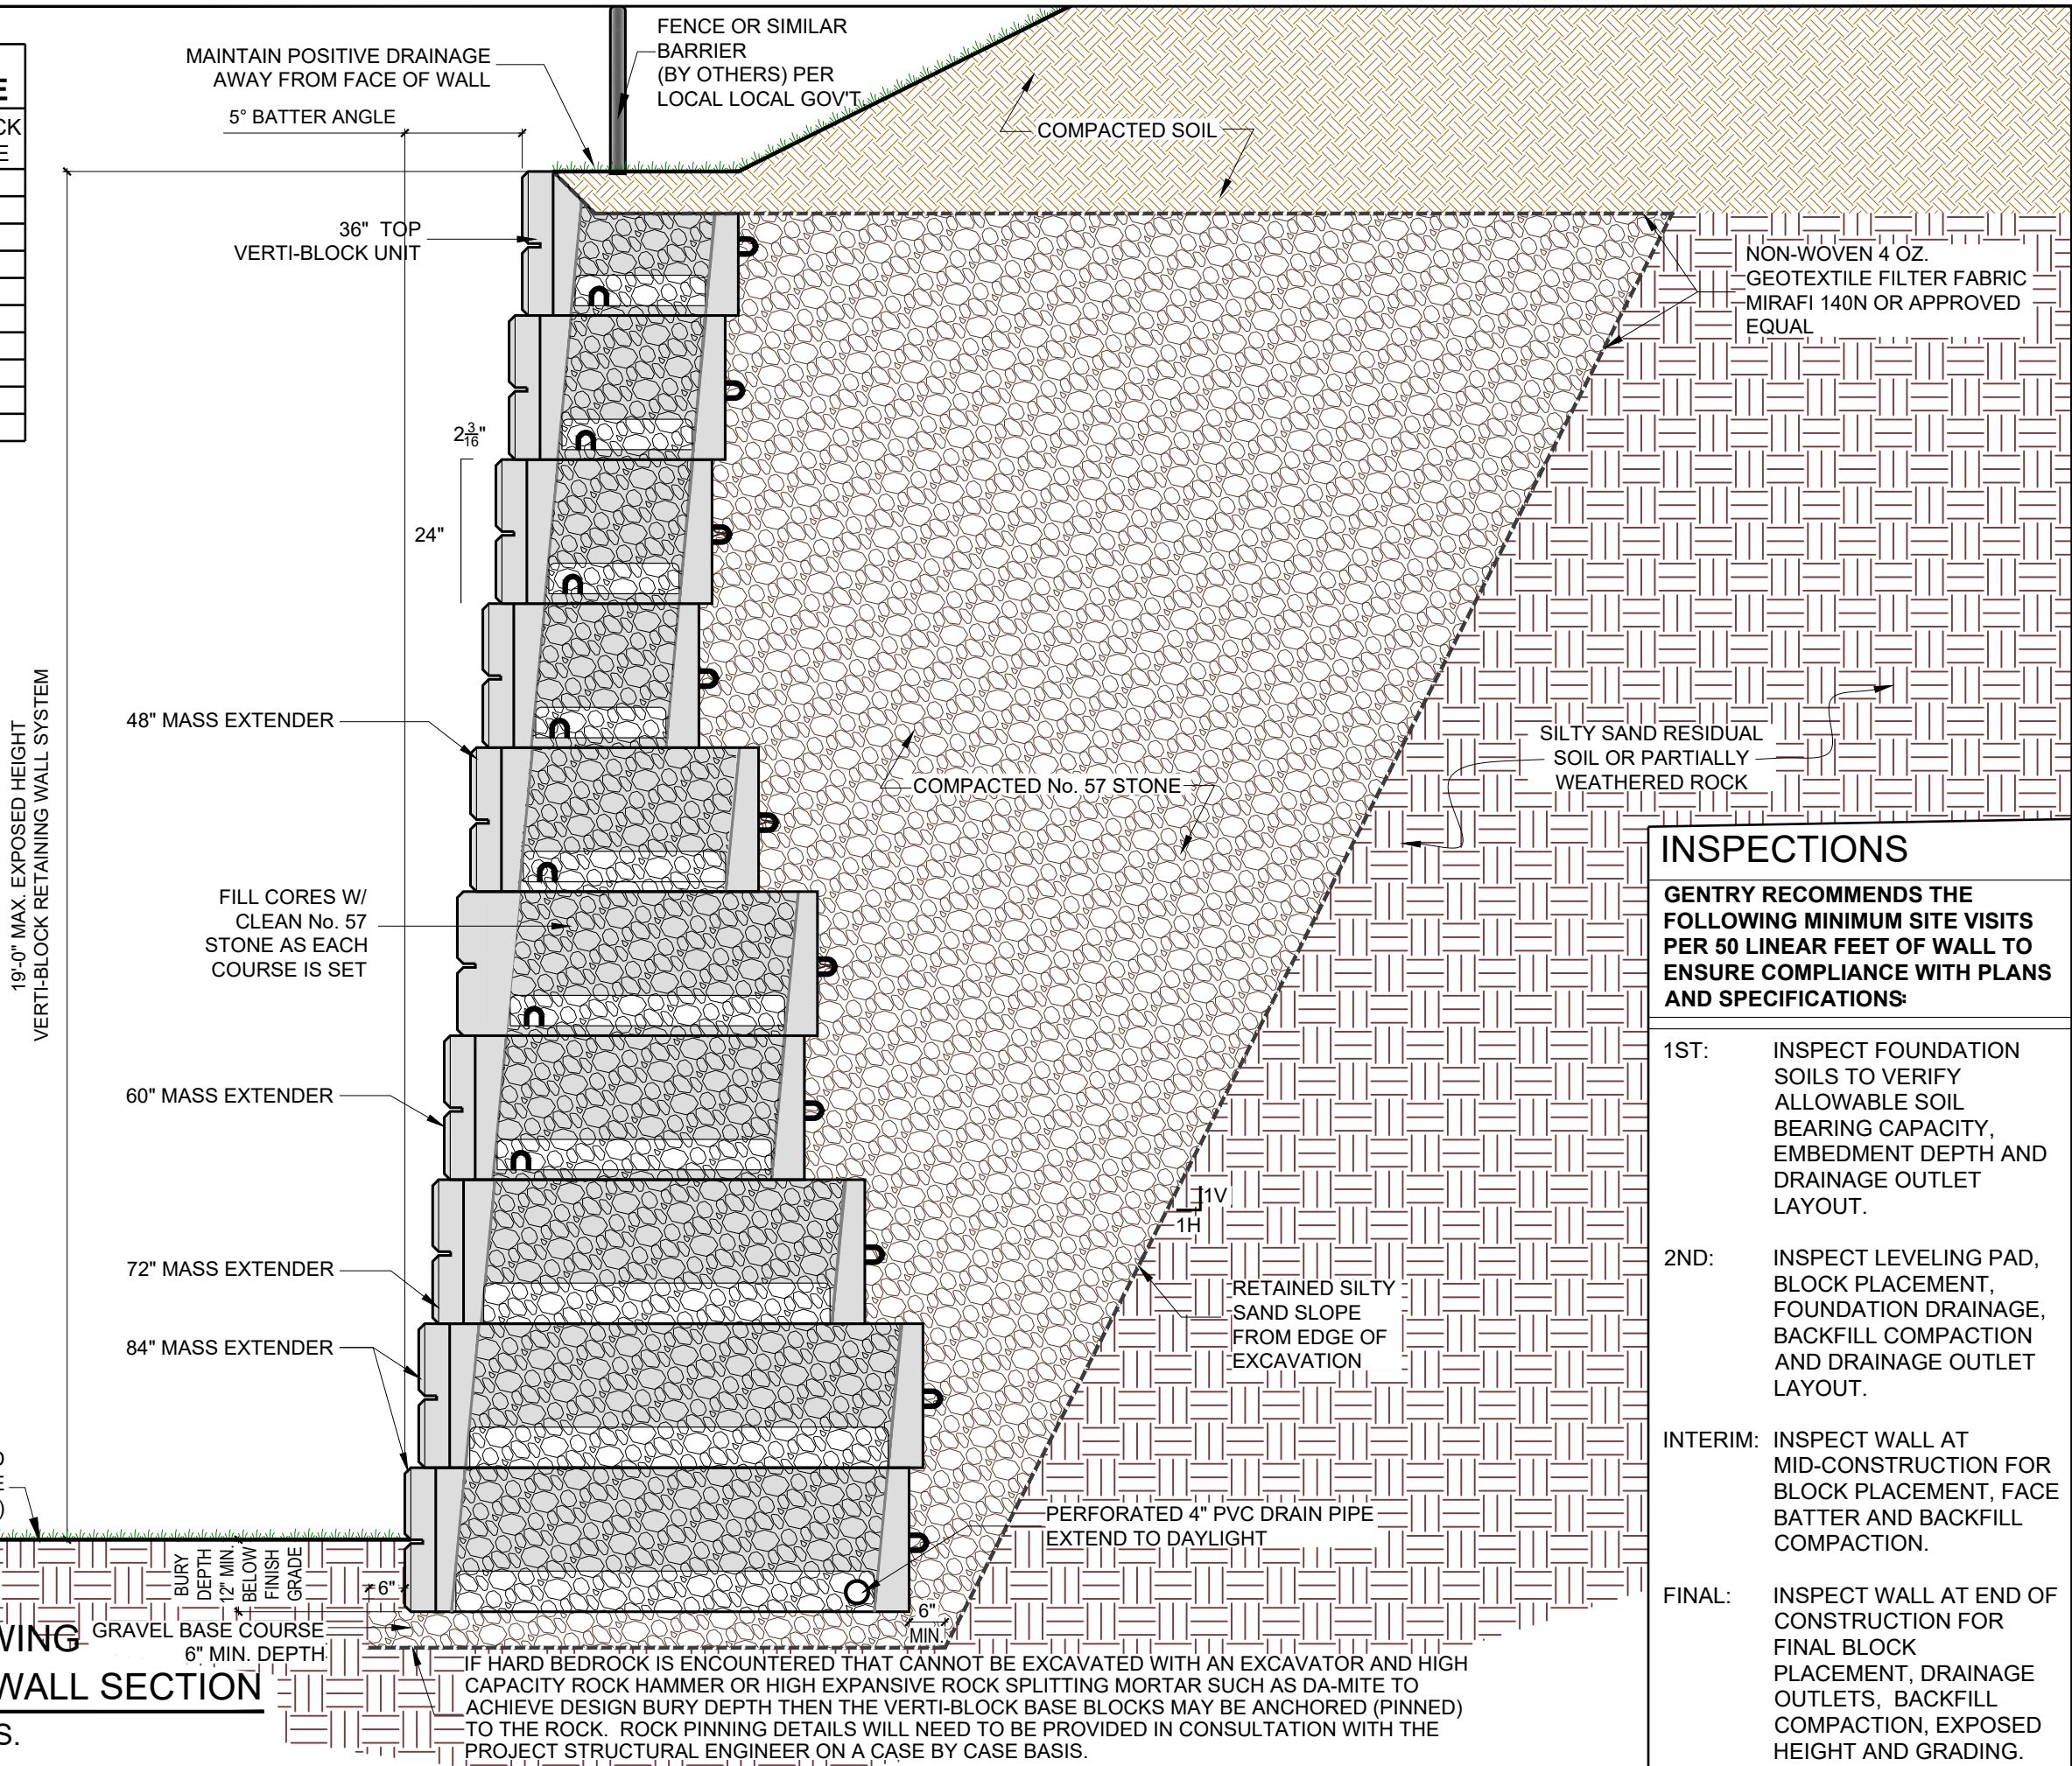 MAINTAIN POSITIVE DRAINAGE
AWAY FROM FACE OF WALL
FENCE OR SIMILAR
BARRIER
(BY OTHERS) PER
LOCAL LOCAL GOV'T
5° BATTER ANGLE
COMPACTED SOIL
36" TOP
VERTI-BLOCK UNIT
NON-WOVEN 4 OZ.
GEOTEXTILE FILTER FABRIC
MIRAFI 140N OR APPROVED
EQUAL
2 3/16"
24"
19'-0" MAX. EXPOSED HEIGHT
VERTI-BLOCK RETAINING WALL SYSTEM
48" MASS EXTENDER
COMPACTED No. 57 STONE
SILTY SAND RESIDUAL
SOIL OR PARTIALLY
WEATHERED ROCK
FILL CORES W/
CLEAN No. 57
STONE AS EACH
COURSE IS SET
60" MASS EXTENDER
1V
1H
72" MASS EXTENDER
RETAINED SILTY
SAND SLOPE
FROM EDGE OF
EXCAVATION
84" MASS EXTENDER
PERFORATED 4" PVC DRAIN PIPE
EXTEND TO DAYLIGHT
BURY
DEPTH
12" MIN.
BELOW
FINISH
GRADE
6"
6"
MIN.
GRAVEL BASE COURSE
6" MIN. DEPTH
WALL SECTION
IF HARD BEDROCK IS ENCOUNTERED THAT CANNOT BE EXCAVATED WITH AN EXCAVATOR AND HIGH
CAPACITY ROCK HAMMER OR HIGH EXPANSIVE ROCK SPLITTING MORTAR SUCH AS DA-MITE TO
ACHIEVE DESIGN BURY DEPTH THEN THE VERTI-BLOCK BASE BLOCKS MAY BE ANCHORED (PINNED)
TO THE ROCK. ROCK PINNING DETAILS WILL NEED TO BE PROVIDED IN CONSULTATION WITH THE
PROJECT STRUCTURAL ENGINEER ON A CASE BY CASE BASIS.
INSPECTIONS
GENTRY RECOMMENDS THE
FOLLOWING MINIMUM SITE VISITS
PER 50 LINEAR FEET OF WALL TO
ENSURE COMPLIANCE WITH PLANS
AND SPECIFICATIONS:
1ST: INSPECT FOUNDATION
SOILS TO VERIFY
ALLOWABLE SOIL
BEARING CAPACITY,
EMBEDMENT DEPTH AND
DRAINAGE OUTLET
LAYOUT.
2ND: INSPECT LEVELING PAD,
BLOCK PLACEMENT,
FOUNDATION DRAINAGE,
BACKFILL COMPACTION
AND DRAINAGE OUTLET
LAYOUT.
INTERIM: INSPECT WALL AT
MID-CONSTRUCTION FOR
BLOCK PLACEMENT, FACE
BATTER AND BACKFILL
COMPACTION.
FINAL: INSPECT WALL AT END OF
CONSTRUCTION FOR
FINAL BLOCK
PLACEMENT, DRAINAGE
OUTLETS, BACKFILL
COMPACTION, EXPOSED
HEIGHT AND GRADING.